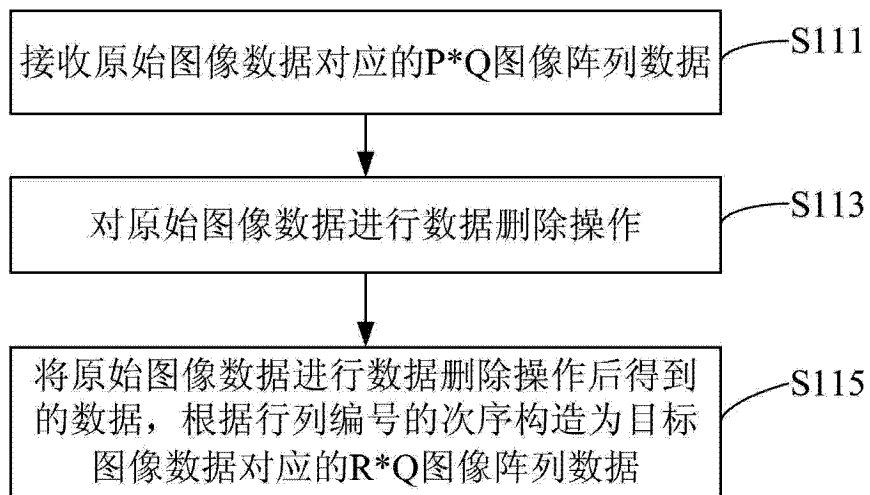 接收原始图像数据对应的P*Q图像阵列数据
S111
对原始图像数据进行数据删除操作
S113
将原始图像数据进行数据删除操作后得到
的数据，根据行列编号的次序构造为目标
图像数据对应的R*Q图像阵列数据
S115